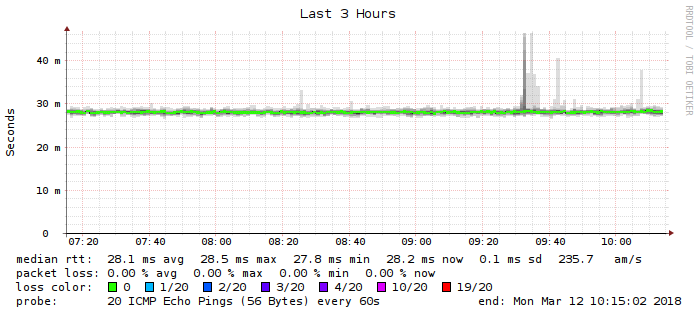 Last 3 Hours
RRDTOOL / TOBI OETIKER
Seconds
40 m
30 m
20 m
10 m
0
07:20 07:40 08:00 08:20 08:40 09:00 09:20 09:40 10:00
median rtt: 28.1 ms avg 28.5 ms max 27.8 ms min 28.2 ms now 0.1 ms sd 235.7 am/s
packet loss: 0.00 % avg 0.00 % max 0.00 % min 0.00 % now
loss color: 0 1/20 2/20 3/20 4/20 10/20 19/20
probe: 20 ICMP Echo Pings (56 Bytes) every 60s end: Mon Mar 12 10:15:02 2018